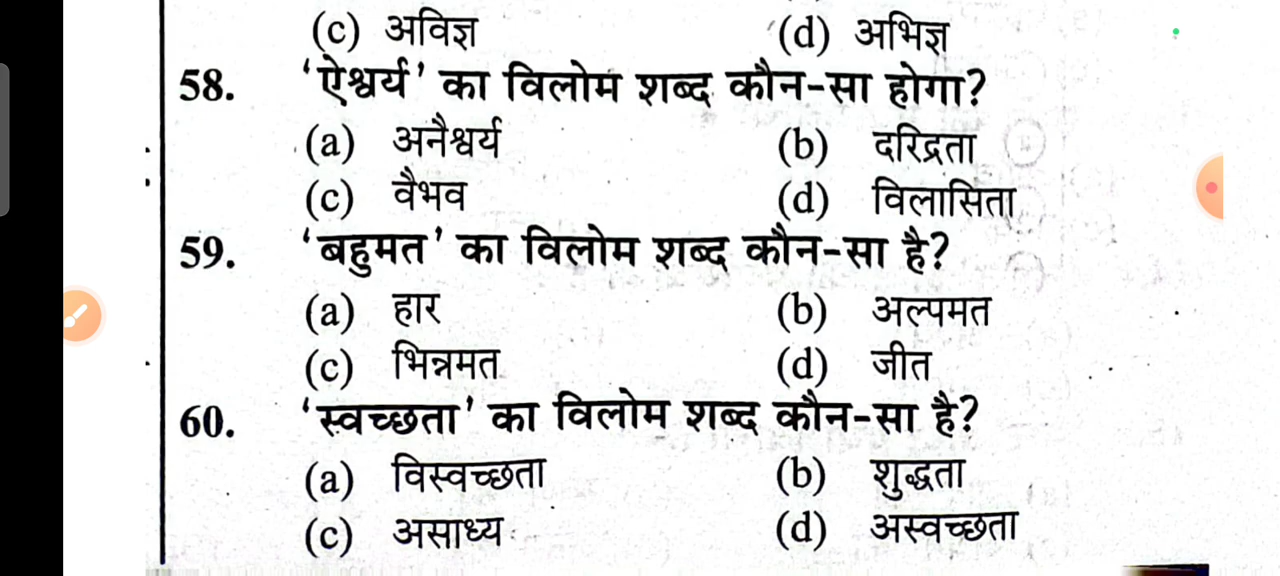 (c) अविज्ञ (d) अभिज्ञ
58. 'ऐश्वर्य' का विलोम शब्द कौन-सा होगा?
(a) अनैश्वर्य (b) दरिद्रता
(c) वैभव (d) विलासिता
59. 'बहुमत' का विलोम शब्द कौन-सा है?
(a) हार (b) अल्पमत
(c) भिन्नमत (d) जीत
60. 'स्वच्छता' का विलोम शब्द कौन-सा है?
(a) विस्वच्छता (b) शुद्धता
(c) असाध्य (d) अस्वच्छता